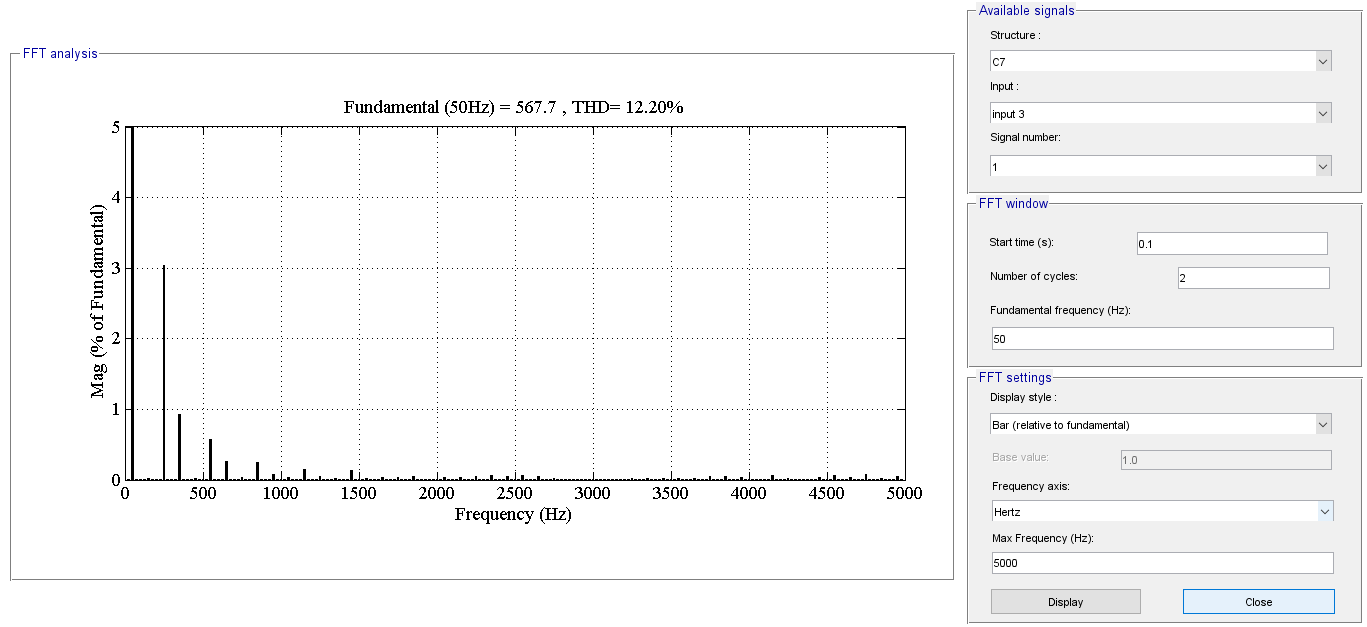 FFT analysis
Fundamental (50Hz) = 567.7 , THD= 12.20%
Mag (% of Fundamental)
5
4
3
2
1
0
0 500 1000 1500 2000 2500 3000 3500 4000 4500 5000
Frequency (Hz)
Available signals
Structure :
C7
Input :
input 3
Signal number:
1
FFT window
Start time (s):
0.1
Number of cycles:
2
Fundamental frequency (Hz):
50
FFT settings
Display style :
Bar (relative to fundamental)
Base value:
1.0
Frequency axis:
Hertz
Max Frequency (Hz):
5000
Display
Close